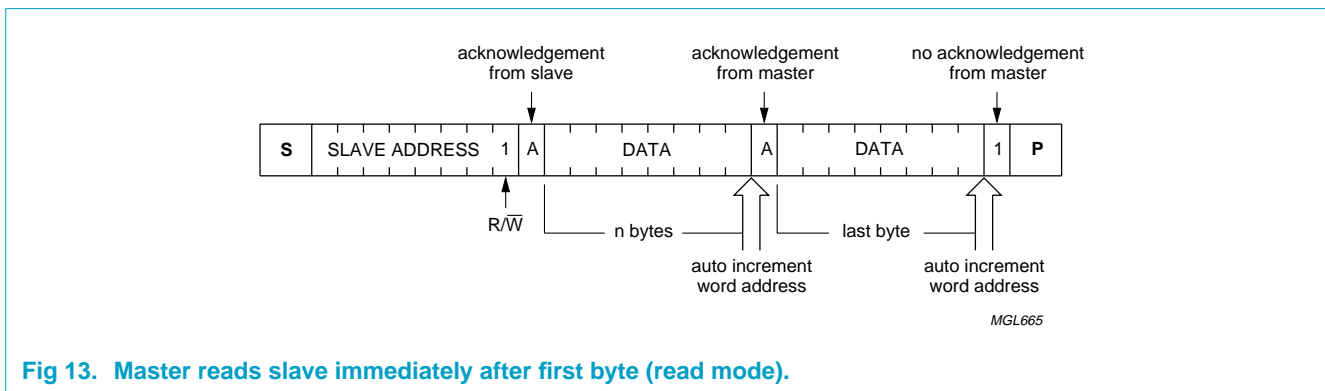 acknowledgement
from slave
acknowledgement
from master
no acknowledgement
from master
S SLAVE ADDRESS 1 A DATA A DATA 1 P
R/W̅
n bytes
last byte
auto increment
word address
auto increment
word address
MGL665
Fig 13. Master reads slave immediately after first byte (read mode).